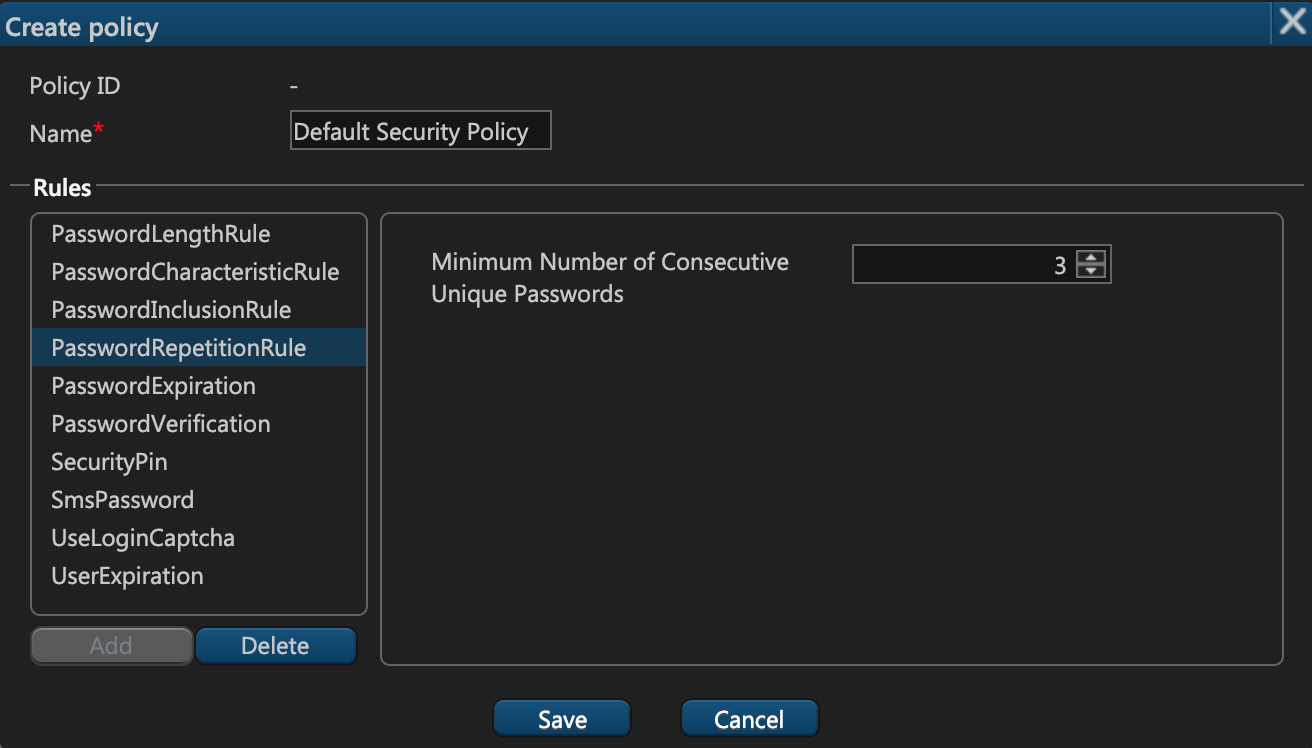 Create policy
Policy ID -
Name* Default Security Policy
Rules
PasswordLengthRule
PasswordCharacteristicRule
PasswordInclusionRule
PasswordRepetitionRule
PasswordExpiration
PasswordVerification
SecurityPin
SmsPassword
UseLoginCaptcha
UserExpiration
Minimum Number of Consecutive
Unique Passwords
3
Add Delete
Save Cancel